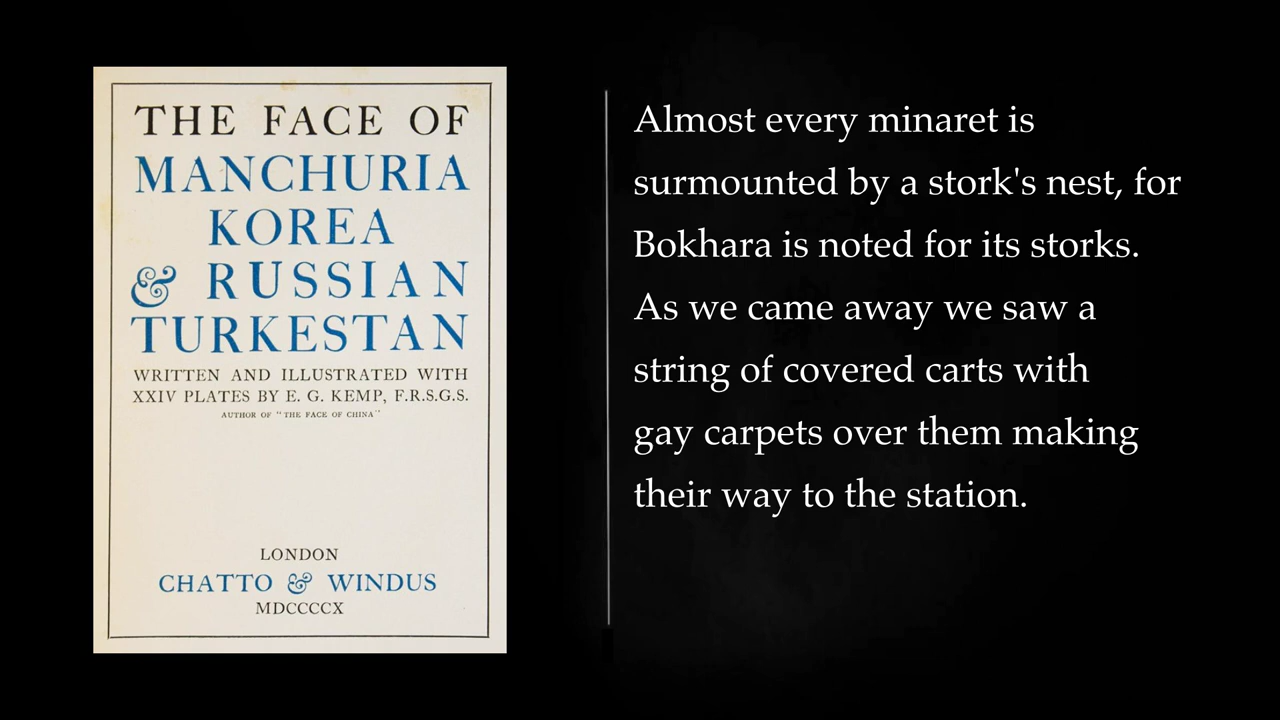 THE FACE OF
MANCHURIA
KOREA
& RUSSIAN
TURKESTAN
WRITTEN AND ILLUSTRATED WITH
XXIV PLATES BY E. G. KEMP, F.R.S.G.S.
AUTHOR OF "THE FACE OF CHINA"
LONDON
CHATTO & WINDUS
MDCCCCX
Almost every minaret is
surmounted by a stork's nest, for
Bokhara is noted for its storks.
As we came away we saw a
string of covered carts with
gay carpets over them making
their way to the station.